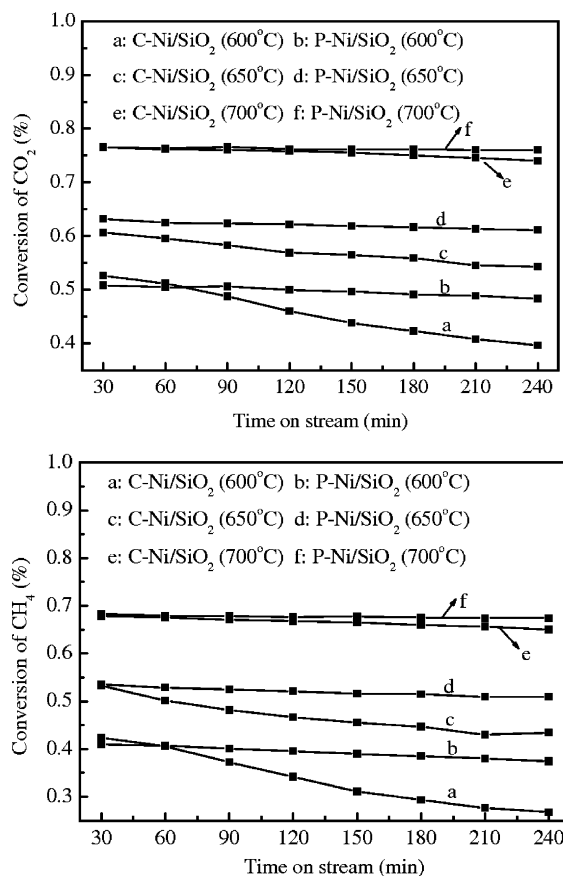 a: C-Ni/SiO2 (600°C) b: P-Ni/SiO2 (600°C)
c: C-Ni/SiO2 (650°C) d: P-Ni/SiO2 (650°C)
e: C-Ni/SiO2 (700°C) f: P-Ni/SiO2 (700°C)
Conversion of CO2 (%)
1.0
0.9
0.8
0.7
0.6
0.5
0.4
f
e
d
c
b
a
30 60 90 120 150 180 210 240
Time on stream (min)
a: C-Ni/SiO2 (600°C) b: P-Ni/SiO2 (600°C)
c: C-Ni/SiO2 (650°C) d: P-Ni/SiO2 (650°C)
e: C-Ni/SiO2 (700°C) f: P-Ni/SiO2 (700°C)
Conversion of CH4 (%)
1.0
0.9
0.8
0.7
0.6
0.5
0.4
0.3
f
e
d
c
b
a
30 60 90 120 150 180 210 240
Time on stream (min)